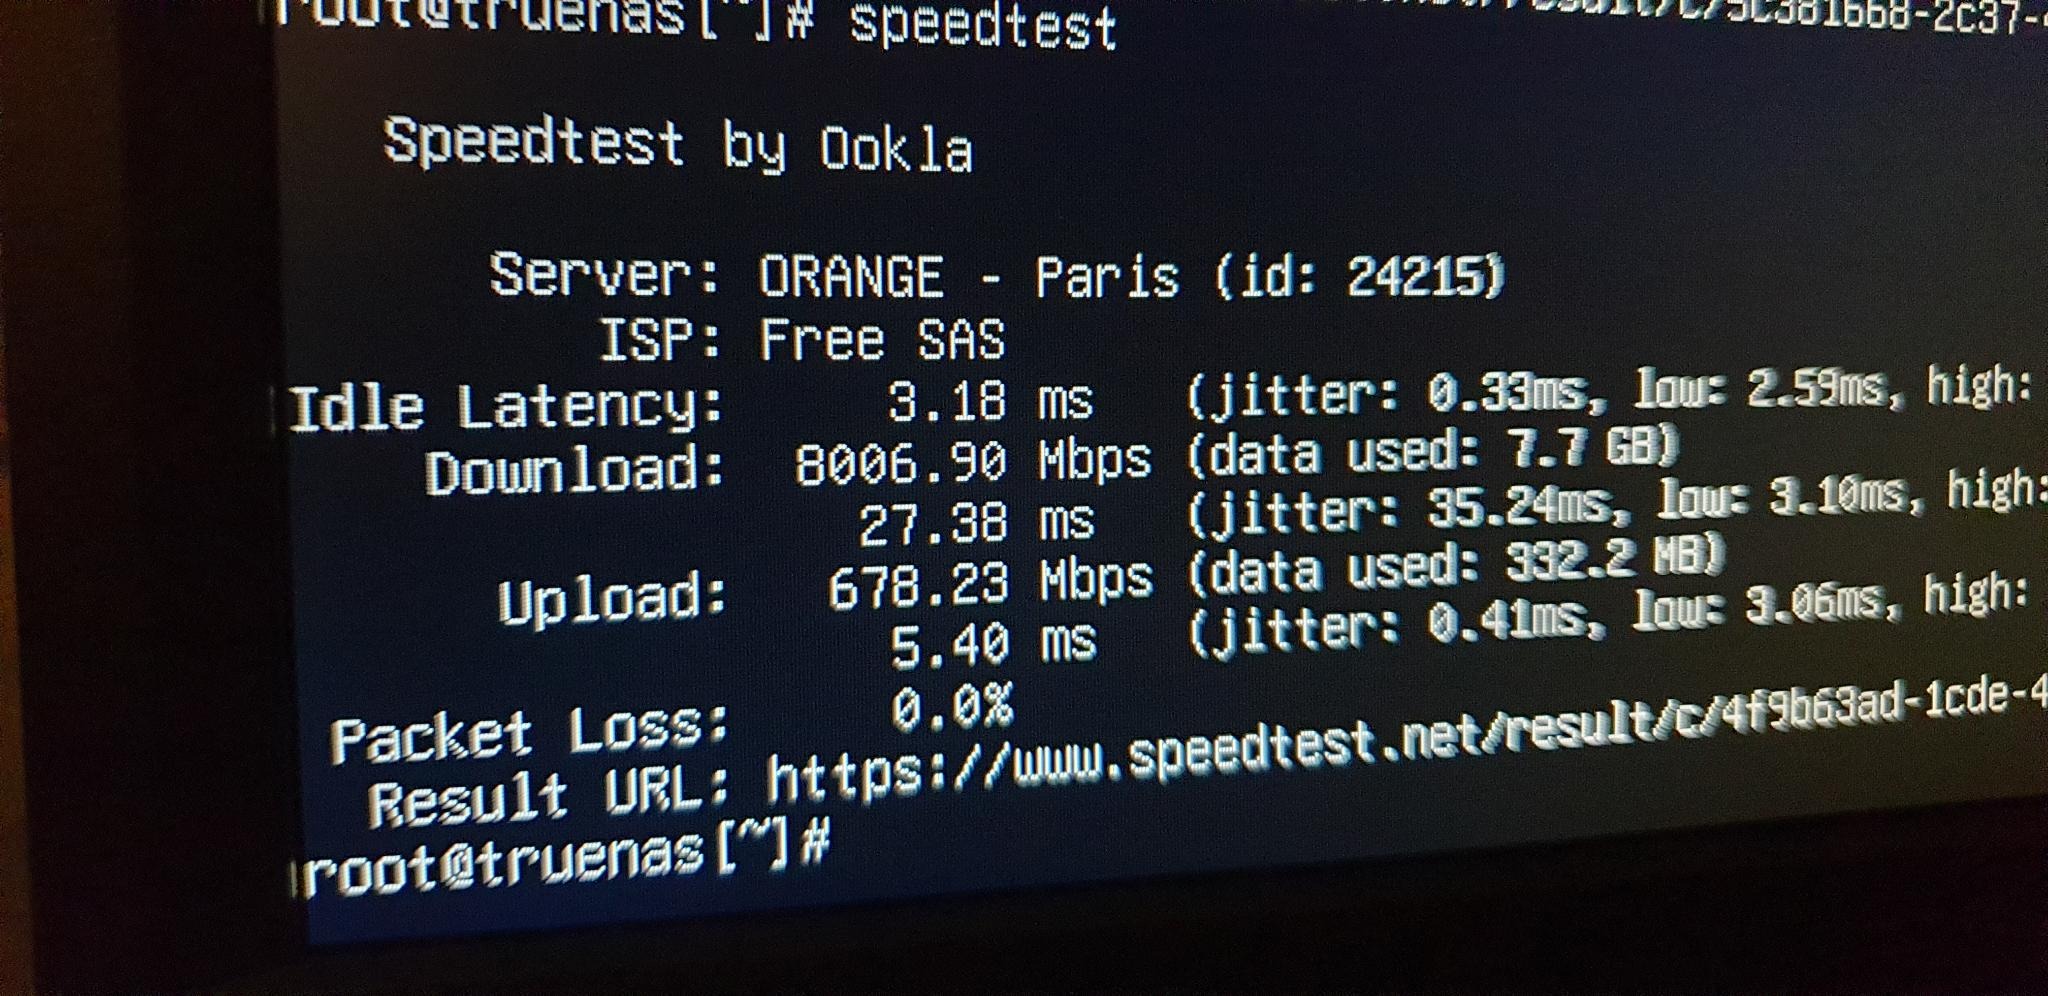 root@truenas[~]# speedtest
Speedtest by Ookla
Server: ORANGE - Paris (id: 24215)
ISP: Free SAS
Idle Latency: 3.18 ms (jitter: 0.33ms, low: 2.59ms, high:
Download: 8006.90 Mbps (data used: 7.7 GB)
27.38 ms (jitter: 35.24ms, low: 3.10ms, high:
Upload: 678.23 Mbps (data used: 332.2 MB)
5.40 ms (jitter: 0.41ms, low: 3.06ms, high:
Packet Loss: 0.0%
Result URL: https://www.speedtest.net/result/c/4f9b63ad-1cde-4
root@truenas[~]#